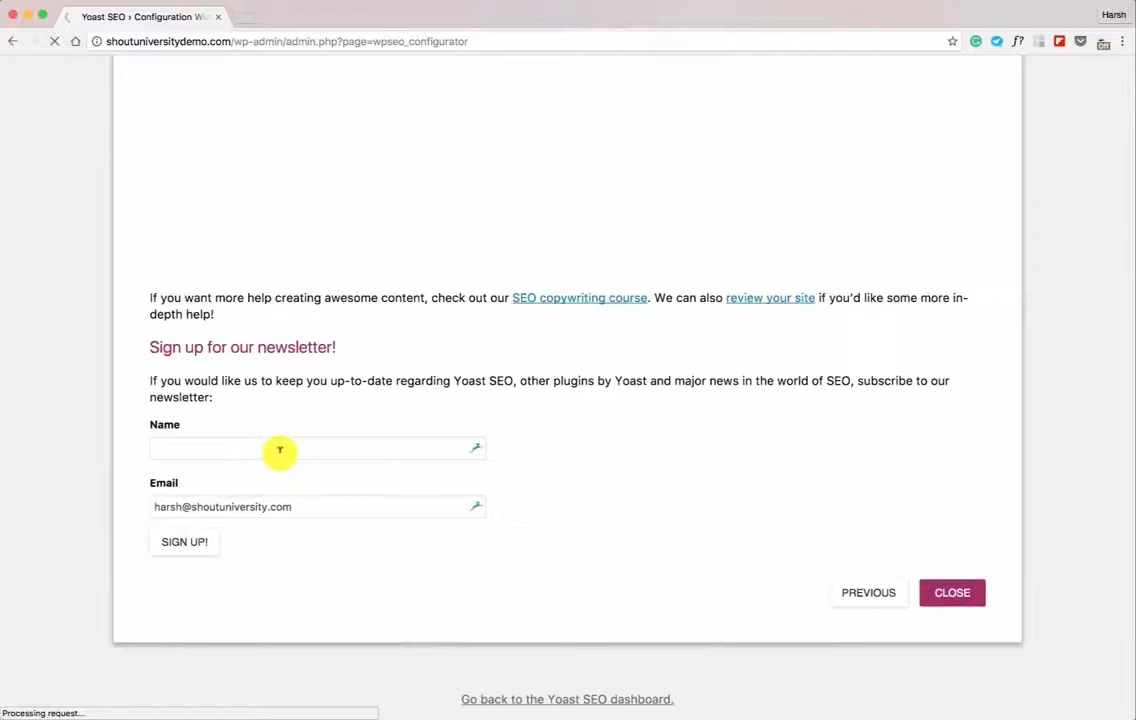 Yoast SEO › Configuration Wiz
Harsh
shoutuniversitydemo.com/wp-admin/admin.php?page=wpseo_configurator
f?
Off
If you want more help creating awesome content, check out our SEO copywriting course. We can also review your site if you'd like some more in-
depth help!
Sign up for our newsletter!
If you would like us to keep you up-to-date regarding Yoast SEO, other plugins by Yoast and major news in the world of SEO, subscribe to our
newsletter:
Name
Email
harsh@shoutuniversity.com
SIGN UP!
PREVIOUS
CLOSE
Go back to the Yoast SEO dashboard.
Processing request...